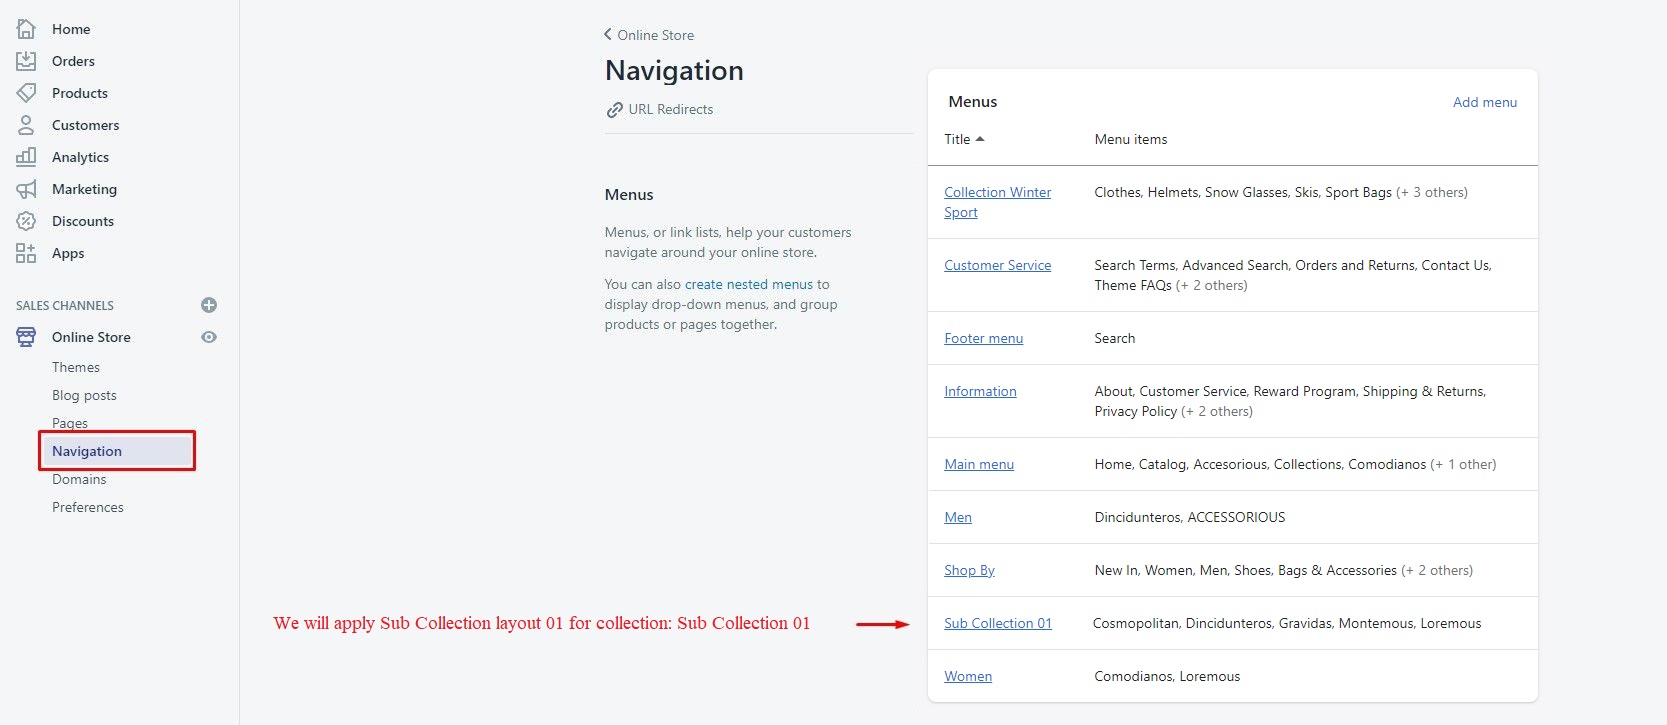 Home
Orders
Products
Customers
Analytics
Marketing
Discounts
Apps
SALES CHANNELS
Online Store
Themes
Blog posts
Pages
Navigation
Domains
Preferences
Online Store
Navigation
URL Redirects
Menus
Menus, or link lists, help your customers
navigate around your online store.
You can also create nested menus to
display drop-down menus, and group
products or pages together.
We will apply Sub Collection layout 01 for collection: Sub Collection 01
Menus
Add menu
Title
Menu items
Collection Winter
Sport
Clothes, Helmets, Snow Glasses, Skis, Sport Bags (+ 3 others)
Customer Service
Search Terms, Advanced Search, Orders and Returns, Contact Us,
Theme FAQs (+ 2 others)
Footer menu
Search
Information
About, Customer Service, Reward Program, Shipping & Returns,
Privacy Policy (+ 2 others)
Main menu
Home, Catalog, Accesorious, Collections, Comodianos (+ 1 other)
Men
Dincidunteros, ACCESSORIOUS
Shop By
New In, Women, Men, Shoes, Bags & Accessories (+ 2 others)
Sub Collection 01
Cosmopolitan, Dincidunteros, Gravidas, Montemous, Loremous
Women
Comodianos, Loremous